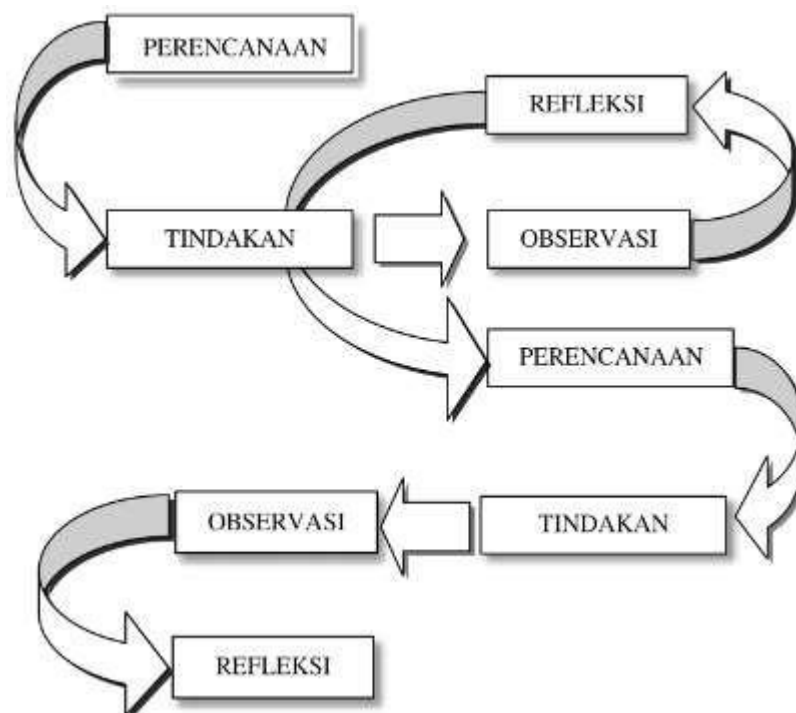 PERENCANAAN
TINDAKAN
OBSERVASI
REFLEKSI
PERENCANAAN
TINDAKAN
OBSERVASI
REFLEKSI